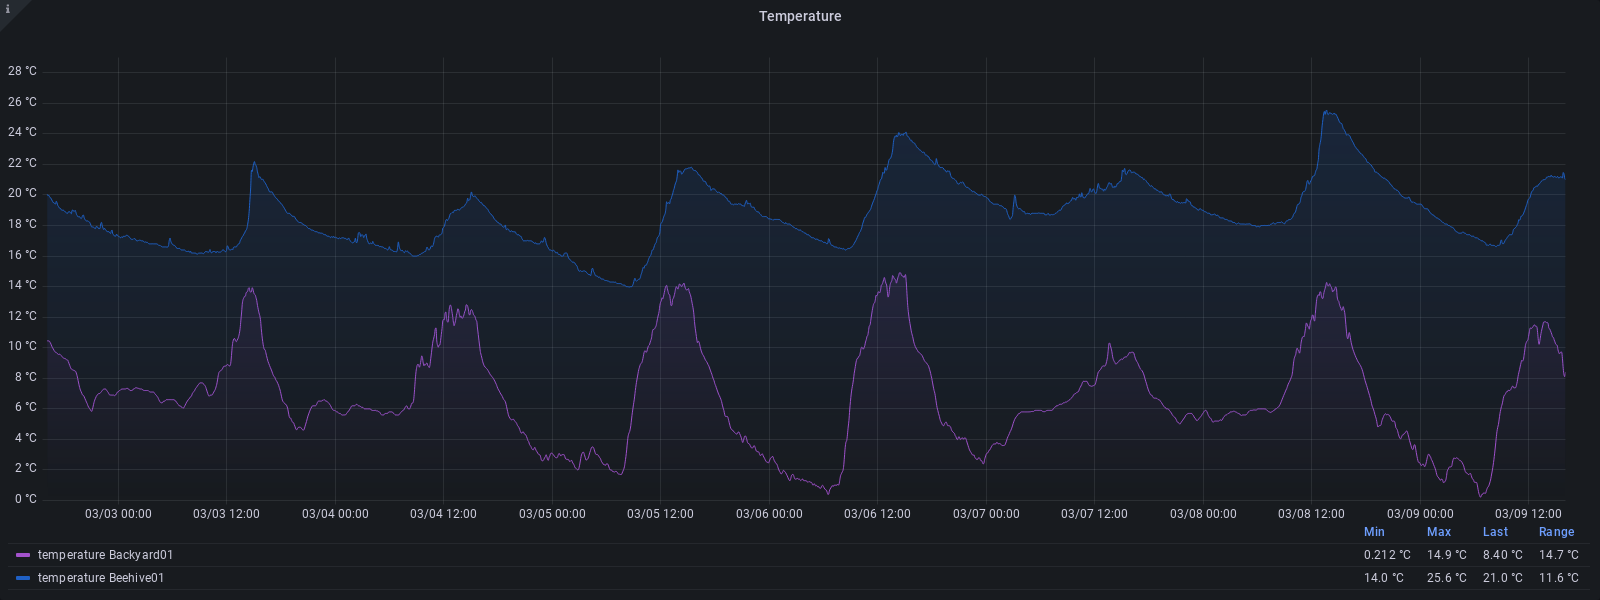 i
Temperature
28 °C
26 °C
24 °C
22 °C
20 °C
18 °C
16 °C
14 °C
12 °C
10 °C
8 °C
6 °C
4 °C
2 °C
0 °C
03/03 00:00 03/03 12:00 03/04 00:00 03/04 12:00 03/05 00:00 03/05 12:00 03/06 00:00 03/06 12:00 03/07 00:00 03/07 12:00 03/08 00:00 03/08 12:00 03/09 00:00 03/09 12:00
Min Max Last Range
temperature Backyard01 0.212 °C 14.9 °C 8.40 °C 14.7 °C
temperature Beehive01 14.0 °C 25.6 °C 21.0 °C 11.6 °C